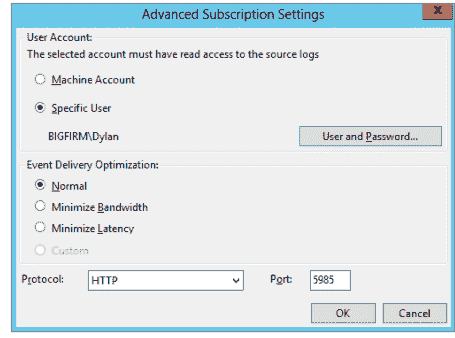 Advanced Subscription Settings
x
User Account:
The selected account must have read access to the source logs
Machine Account
Specific User
BIGFIRM\Dylan
User and Password...
Event Delivery Optimization:
Normal
Minimize Bandwidth
Minimize Latency
Custom
Protocol: HTTP Port: 5985
OK Cancel